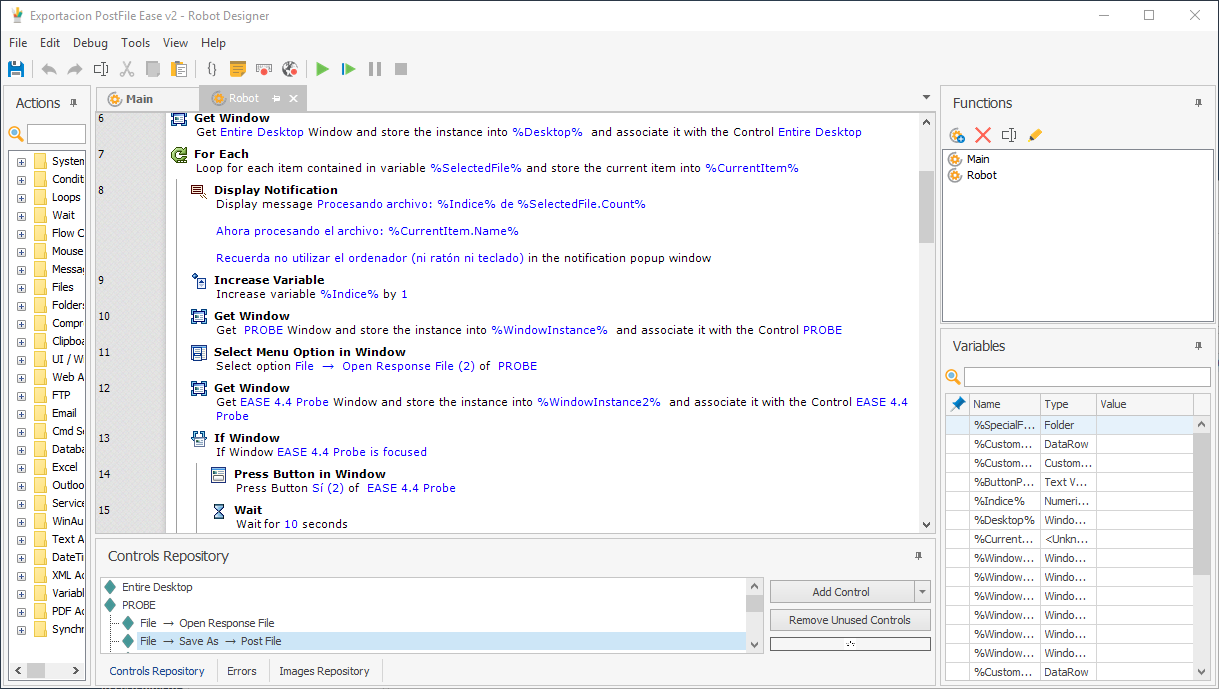 Exportacion PostFile Ease v2 - Robot Designer
File Edit Debug Tools View Help
Actions
System
Condit
Loops
Wait
Flow C
Mouse
Messag
Files
Folders
Compr
Clipboa
UI / W
Web A
FTP
Email
Cmd Se
Databa
Excel
Outloo
Service
WinAu
Text A
DateTi
XML Ac
Variabl
PDF Ac
Synchr
Main
Robot
6 Get Window
Get Entire Desktop Window and store the instance into %Desktop% and associate it with the Control Entire Desktop
7 For Each
Loop for each item contained in variable %SelectedFile% and store the current item into %CurrentItem%
8 Display Notification
Display message Procesando archivo: %Indice% de %SelectedFile.Count%
Ahora procesando el archivo: %CurrentItem.Name%
Recuerda no utilizar el ordenador (ni ratón ni teclado) in the notification popup window
9 Increase Variable
Increase variable %Indice% by 1
10 Get Window
Get PROBE Window and store the instance into %WindowInstance% and associate it with the Control PROBE
11 Select Menu Option in Window
Select option File → Open Response File (2) of PROBE
12 Get Window
Get EASE 4.4 Probe Window and store the instance into %WindowInstance2% and associate it with the Control EASE 4.4
Probe
13 If Window
If Window EASE 4.4 Probe is focused
14 Press Button in Window
Press Button Sí (2) of EASE 4.4 Probe
15 Wait
Wait for 10 seconds
Controls Repository
Entire Desktop
PROBE
File → Open Response File
File → Save As → Post File
Add Control
Remove Unused Controls
Controls Repository Errors Images Repository
Functions
Main
Robot
Variables
Name Type Value
%SpecialF... Folder
%Custom... DataRow
%Custom... Custom...
%ButtonP... Text V...
%Indice% Numeri...
%Desktop% Windo...
%Current... <Unkn...
%Window... Windo...
%Window... Windo...
%Window... Windo...
%Window... Windo...
%Window... Windo...
%Window... Windo...
%Custom... DataRow